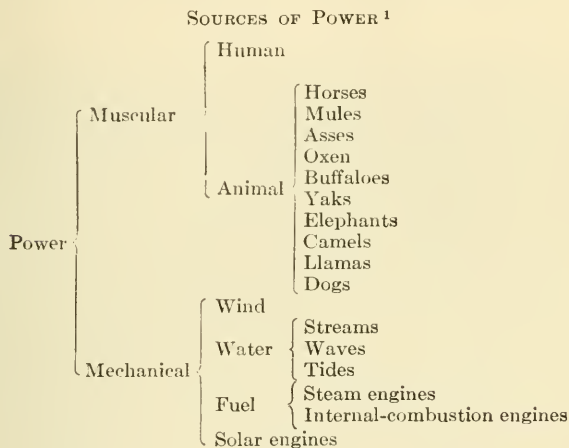 SOURCES OF POWER 1
Human
Muscular
Horses
Mules
Asses
Oxen
Buffaloes
Animal
Yaks
Elephants
Camels
Llamas
Dogs
Power
Wind
Water
Streams
Waves
Tides
Mechanical
Fuel
Steam engines
Internal-combustion engines
Solar engines